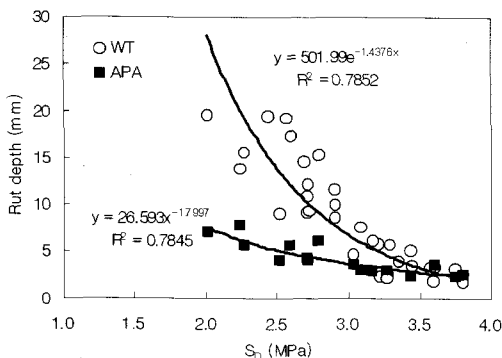 30
25
20
15
10
5
0
Rut depth (mm)
WT
APA
y = 501.99e^-1.4376x
R² = 0.7852
y = 26.593x^-1.7997
R² = 0.7845
1.0 1.5 2.0 2.5 3.0 3.5 4.0
S_D (MPa)